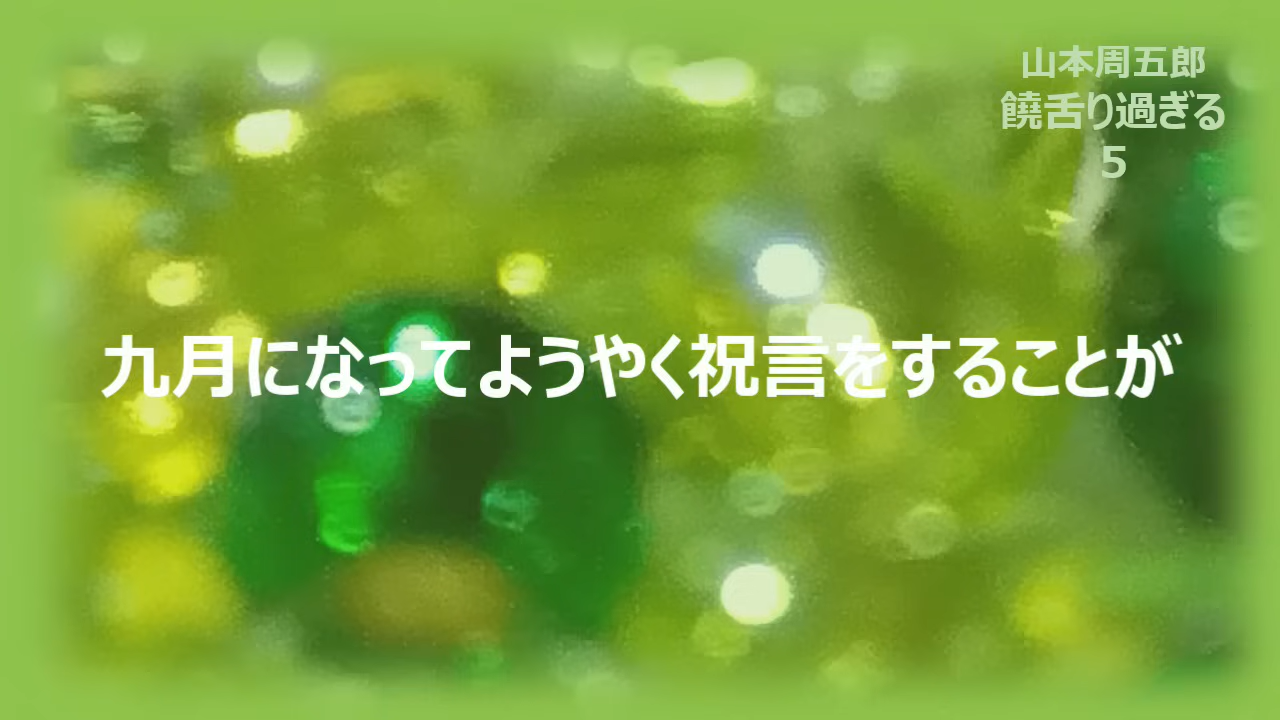 山本周五郎
饒舌り過ぎる
5
九月になってようやく祝言をすることが